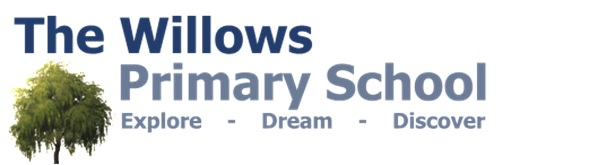 The Willows
Primary School
Explore - Dream - Discover